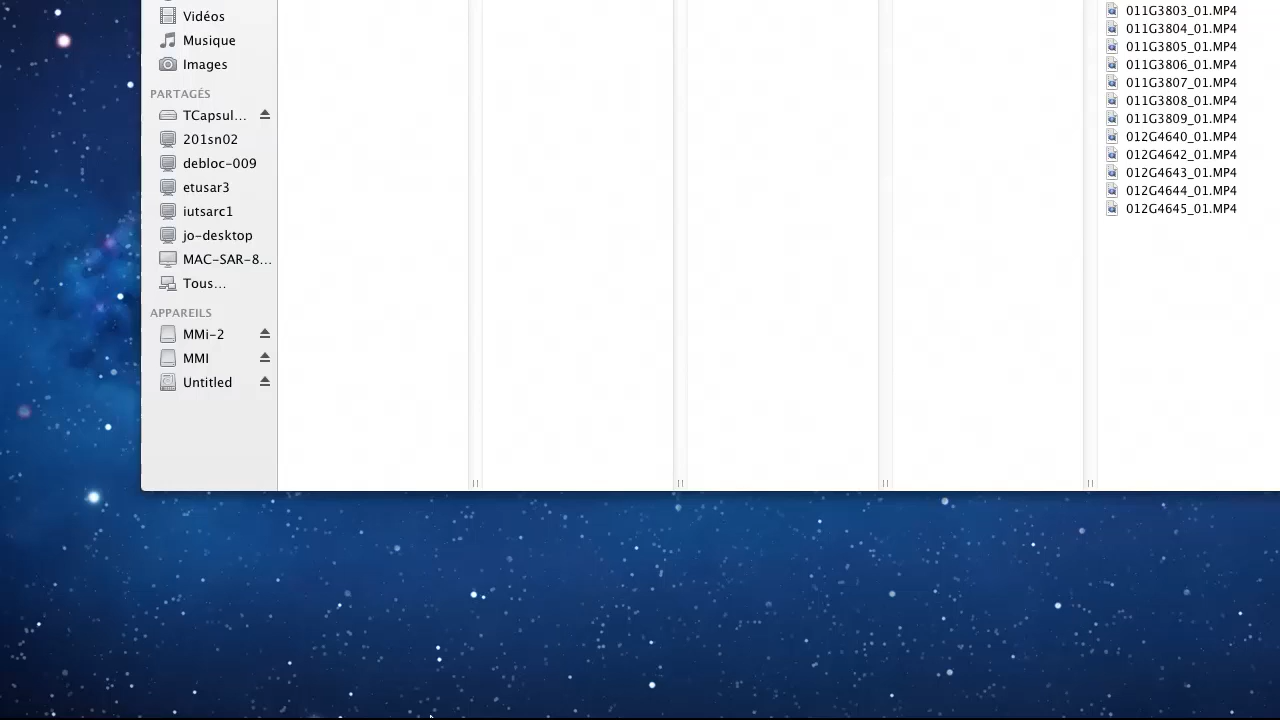 Vidéos
Musique
Images
PARTAGÉS
TCapsul...
201sn02
debloc-009
etusar3
iutsarc1
jo-desktop
MAC-SAR-8...
Tous...
APPAREILS
MMi-2
MMI
Untitled
011G3803_01.MP4
011G3804_01.MP4
011G3805_01.MP4
011G3806_01.MP4
011G3807_01.MP4
011G3808_01.MP4
011G3809_01.MP4
012G4640_01.MP4
012G4642_01.MP4
012G4643_01.MP4
012G4644_01.MP4
012G4645_01.MP4